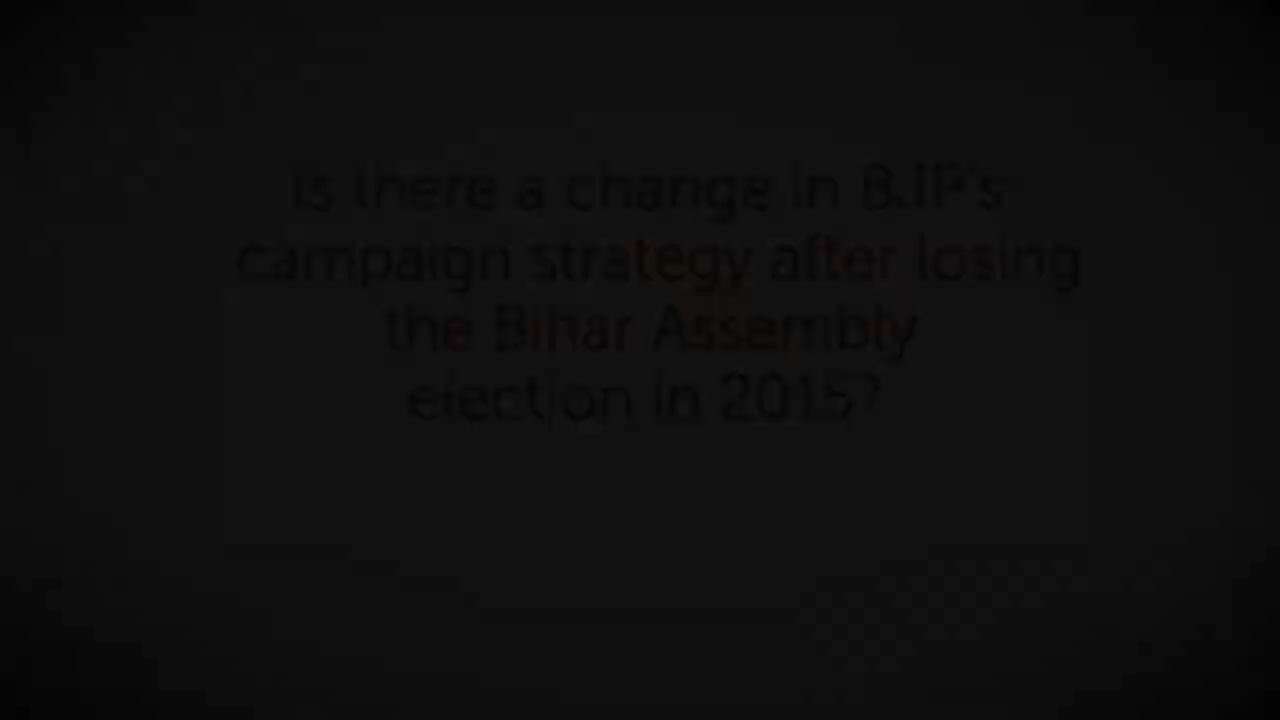 Is there a change in BJP's
campaign strategy after losing
the Bihar Assembly
election in 2015?